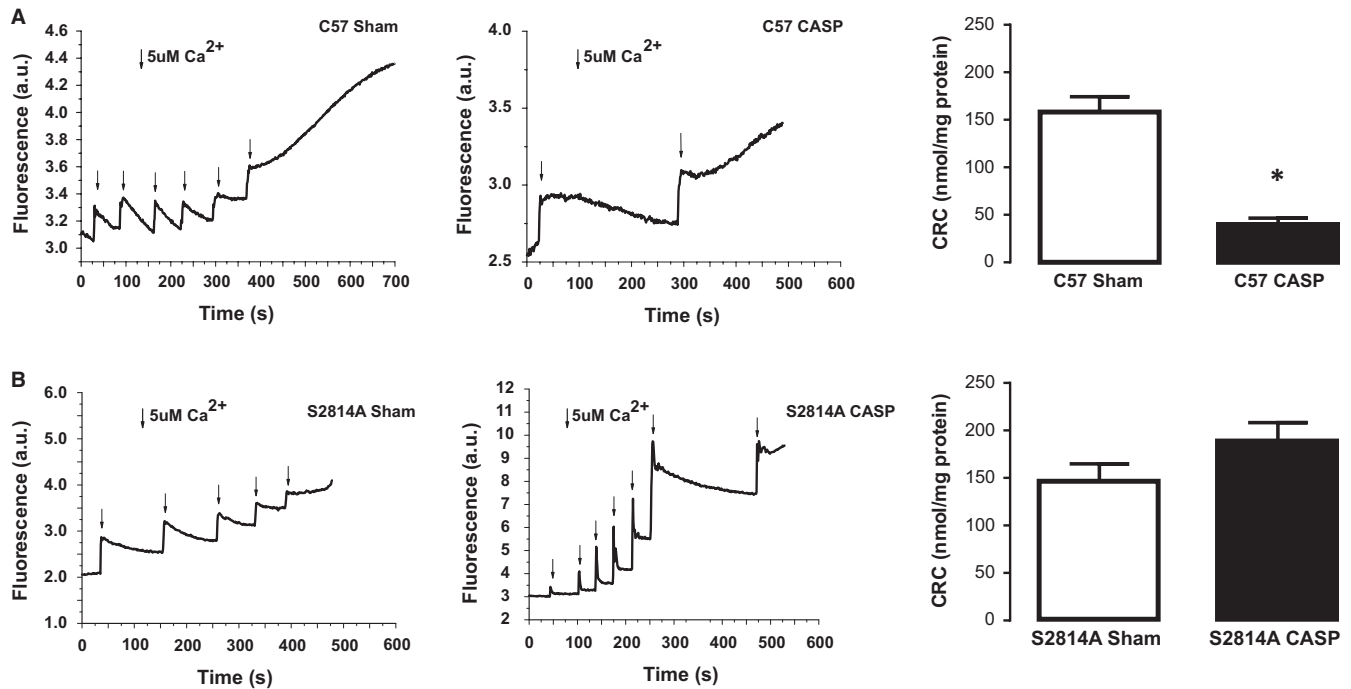 A
C57 Sham
5uM Ca2+
Fluorescence (a.u.)
4.6
4.4
4.2
4.0
3.8
3.6
3.4
3.2
3.0
0 100 200 300 400 500 600 700
Time (s)
C57 CASP
5uM Ca2+
Fluorescence (a.u.)
4.0
3.5
3.0
2.5
0 100 200 300 400 500 600
Time (s)
CRC (nmol/mg protein)
250
200
150
100
50
0
*
C57 Sham C57 CASP
B
S2814A Sham
5uM Ca2+
Fluorescence (a.u.)
6.0
5.0
4.0
3.0
2.0
1.0
0 100 200 300 400 500 600
Time (s)
S2814A CASP
5uM Ca2+
Fluorescence (a.u.)
12
11
10
9
8
7
6
5
4
3
2
0 100 200 300 400 500 600
Time (s)
CRC (nmol/mg protein)
250
200
150
100
50
0
S2814A Sham S2814A CASP